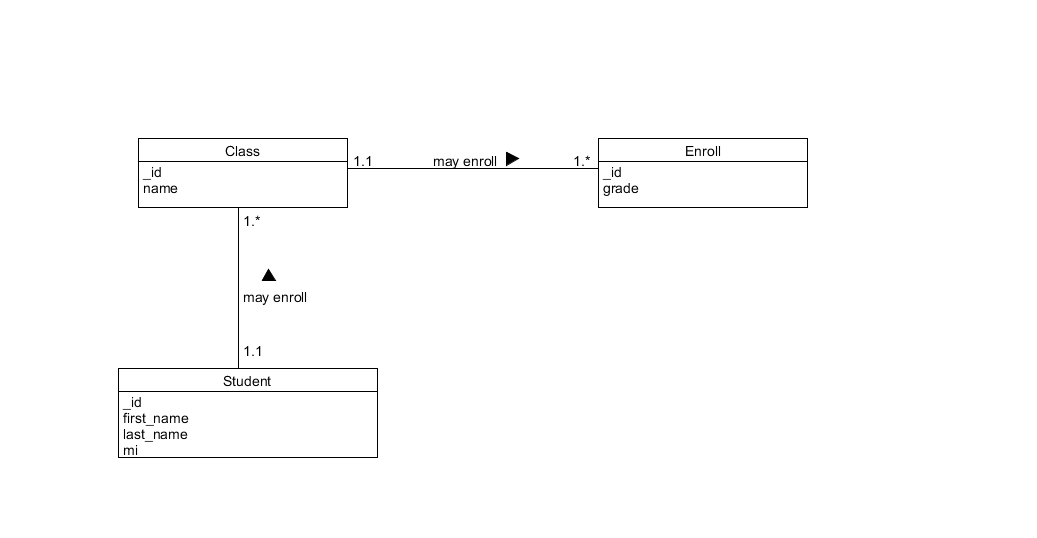 Class
_id
name
1.1
may enroll
1.*
Enroll
_id
grade
1.*
may enroll
1.1
Student
_id
first_name
last_name
mi